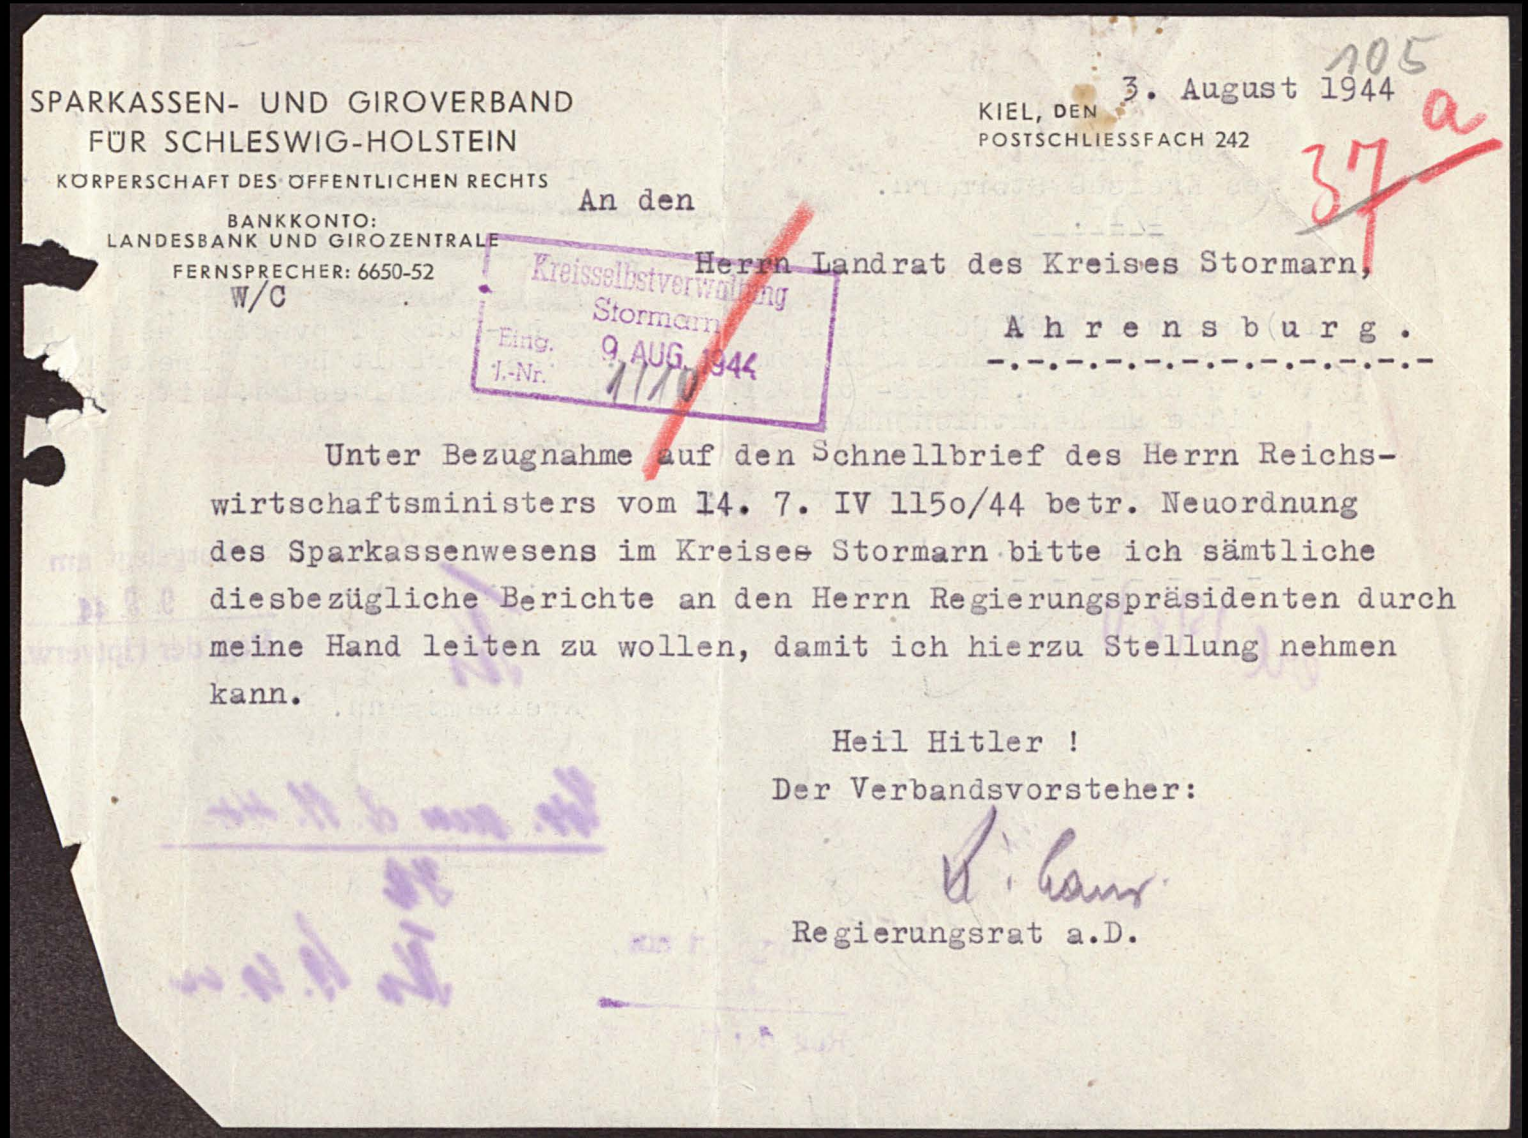 105
SPARKASSEN- UND GIROVERBAND
FÜR SCHLESWIG-HOLSTEIN
KÖRPERSCHAFT DES ÖFFENTLICHEN RECHTS
BANKKONTO:
LANDESBANK UND GIROZENTRALE
FERNSPRECHER: 6650-52
W/C
KIEL, DEN 3. August 1944
POSTSCHLIESSFACH 242
37 a
An den
Herrn Landrat des Kreises Stormarn,
Ahrensburg.
-.-.-.-.-.-.-.-.-.-.-.-
Kreisselbstverwaltung
Stormarn
Eing. 9. AUG. 1944
J.-Nr. 1110
Unter Bezugnahme auf den Schnellbrief des Herrn Reichs-
wirtschaftsministers vom 14. 7. IV 115o/44 betr. Neuordnung
des Sparkassenwesens im Kreises Stormarn bitte ich sämtliche
diesbezügliche Berichte an den Herrn Regierungspräsidenten durch
meine Hand leiten zu wollen, damit ich hierzu Stellung nehmen
kann.
Heil Hitler !
Der Verbandsvorsteher:
Regierungsrat a.D.